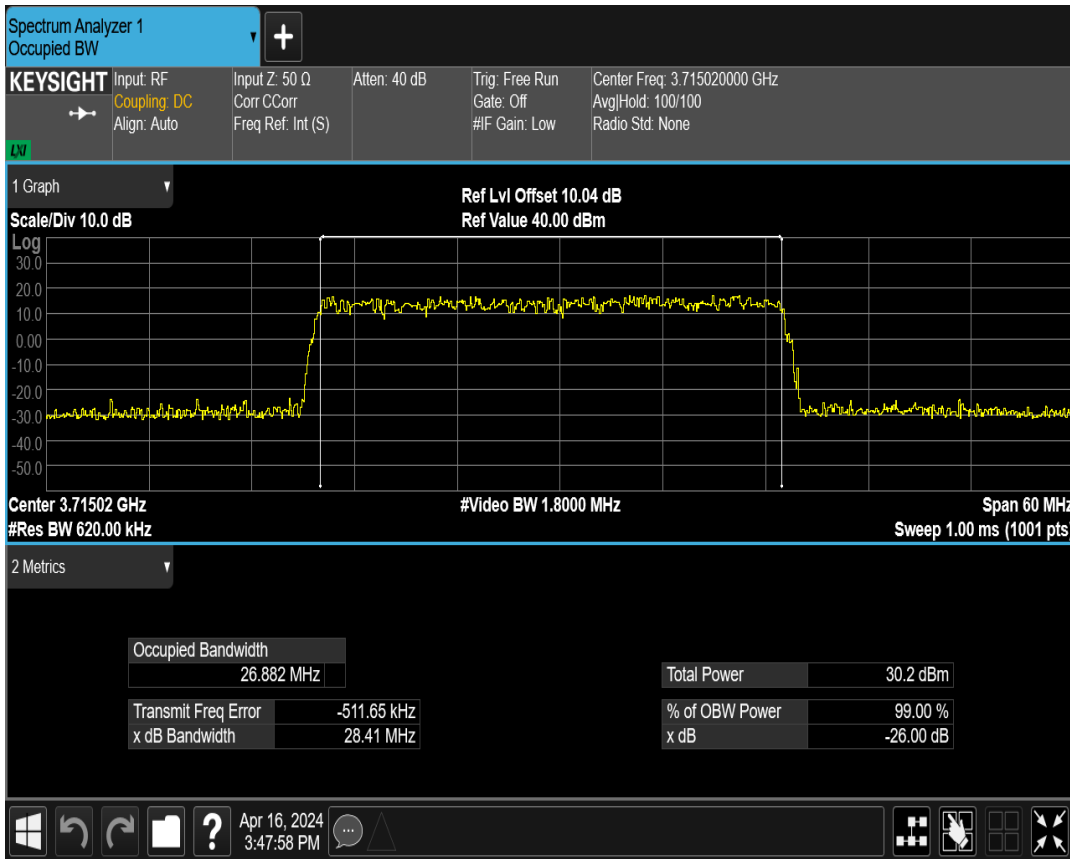 Spectrum Analyzer 1
Occupied BW
+
KEYSIGHT
LXI
Input: RF
Coupling: DC
Align: Auto
Input Z: 50 Ω
Corr CCorr
Freq Ref: Int (S)
Atten: 40 dB
Trig: Free Run
Gate: Off
#IF Gain: Low
Center Freq: 3.715020000 GHz
Avg|Hold: 100/100
Radio Std: None
1 Graph
Scale/Div 10.0 dB
Ref Lvl Offset 10.04 dB
Ref Value 40.00 dBm
Log
30.0
20.0
10.0
0.00
-10.0
-20.0
-30.0
-40.0
-50.0
Center 3.71502 GHz
#Res BW 620.00 kHz
#Video BW 1.8000 MHz
Span 60 MHz
Sweep 1.00 ms (1001 pts)
2 Metrics
Occupied Bandwidth
26.882 MHz
Transmit Freq Error -511.65 kHz
x dB Bandwidth 28.41 MHz
Total Power 30.2 dBm
% of OBW Power 99.00 %
x dB -26.00 dB
?
Apr 16, 2024
3:47:58 PM